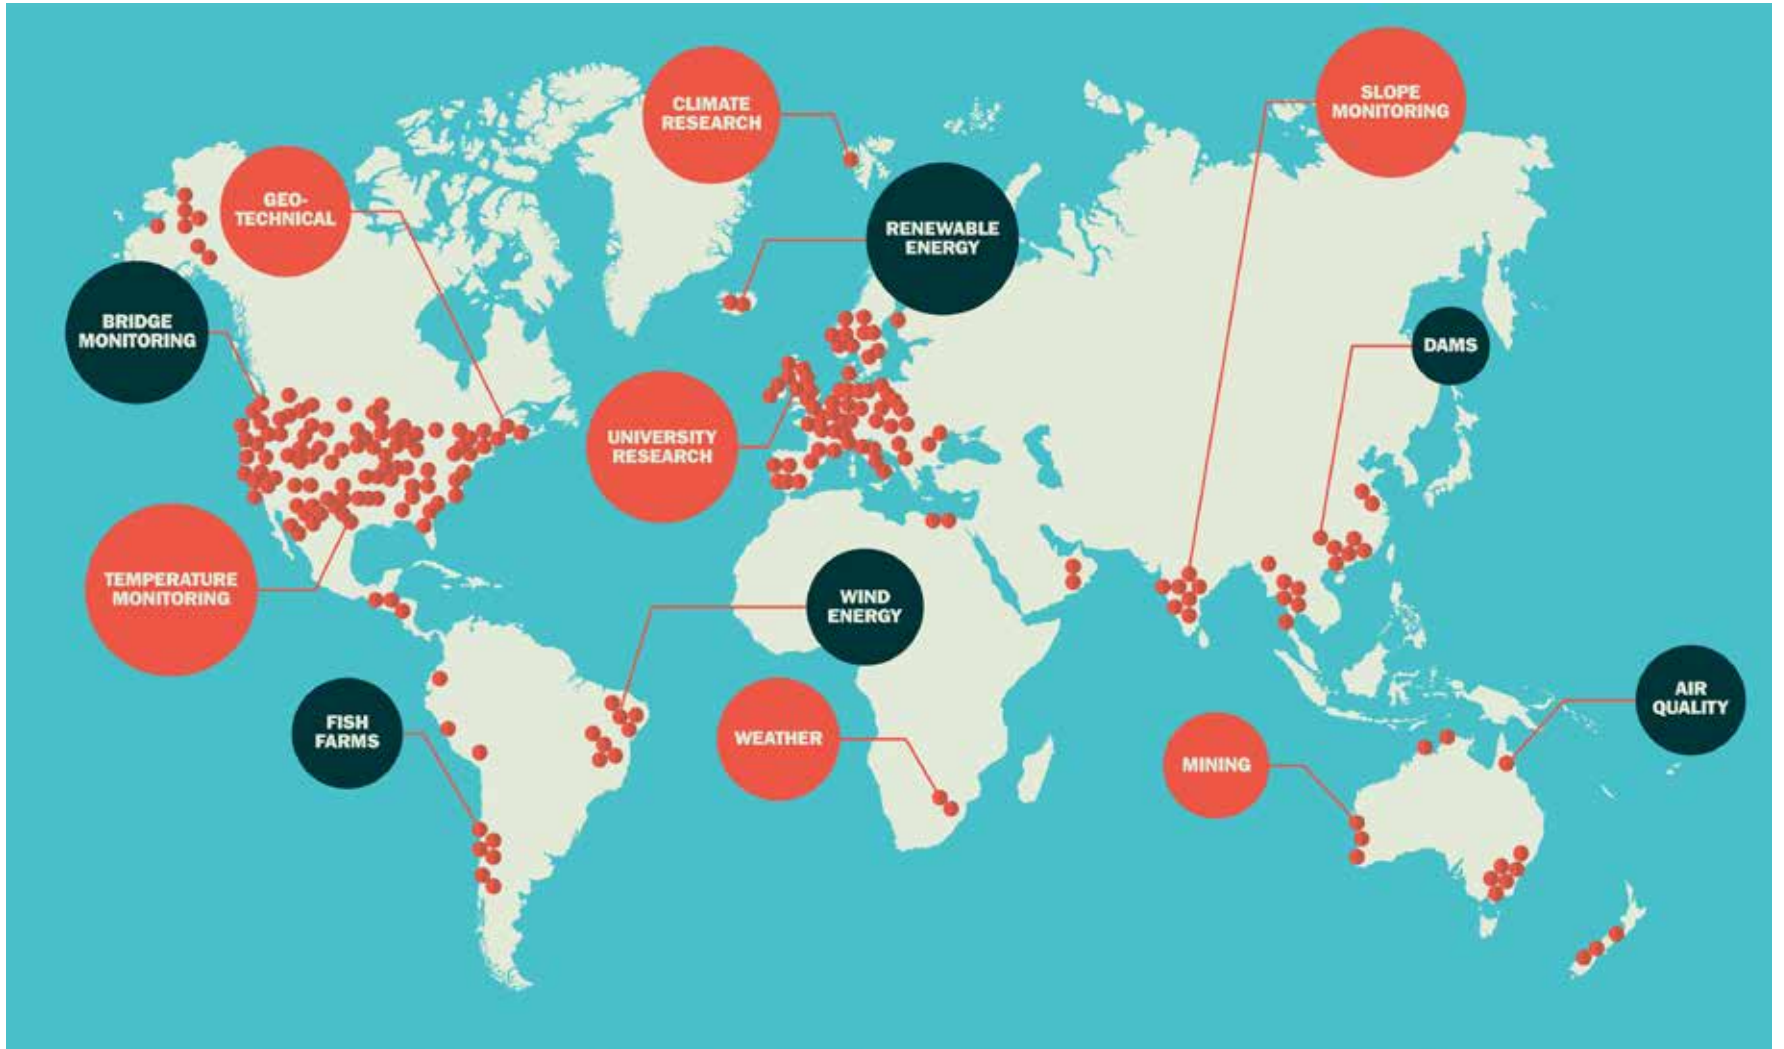 CLIMATE
RESEARCH
SLOPE
MONITORING
GEO-
TECHNICAL
RENEWABLE
ENERGY
BRIDGE
MONITORING
DAMS
UNIVERSITY
RESEARCH
TEMPERATURE
MONITORING
WIND
ENERGY
FISH
FARMS
WEATHER
MINING
AIR
QUALITY